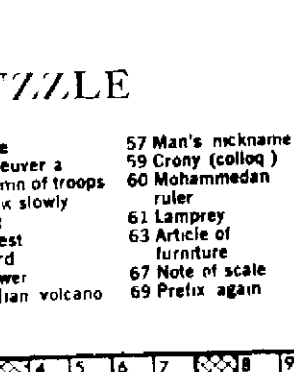 ZZLE
e
euver a
mn of troops
k slowly
est
rd
wer
lian volcano
57 Man's nickname
59 Crony (colloq )
60 Mohammedan
ruler
61 Lamprey
63 Article of
furniture
67 Note of scale
69 Prefix again
4 5 6 7 8 9